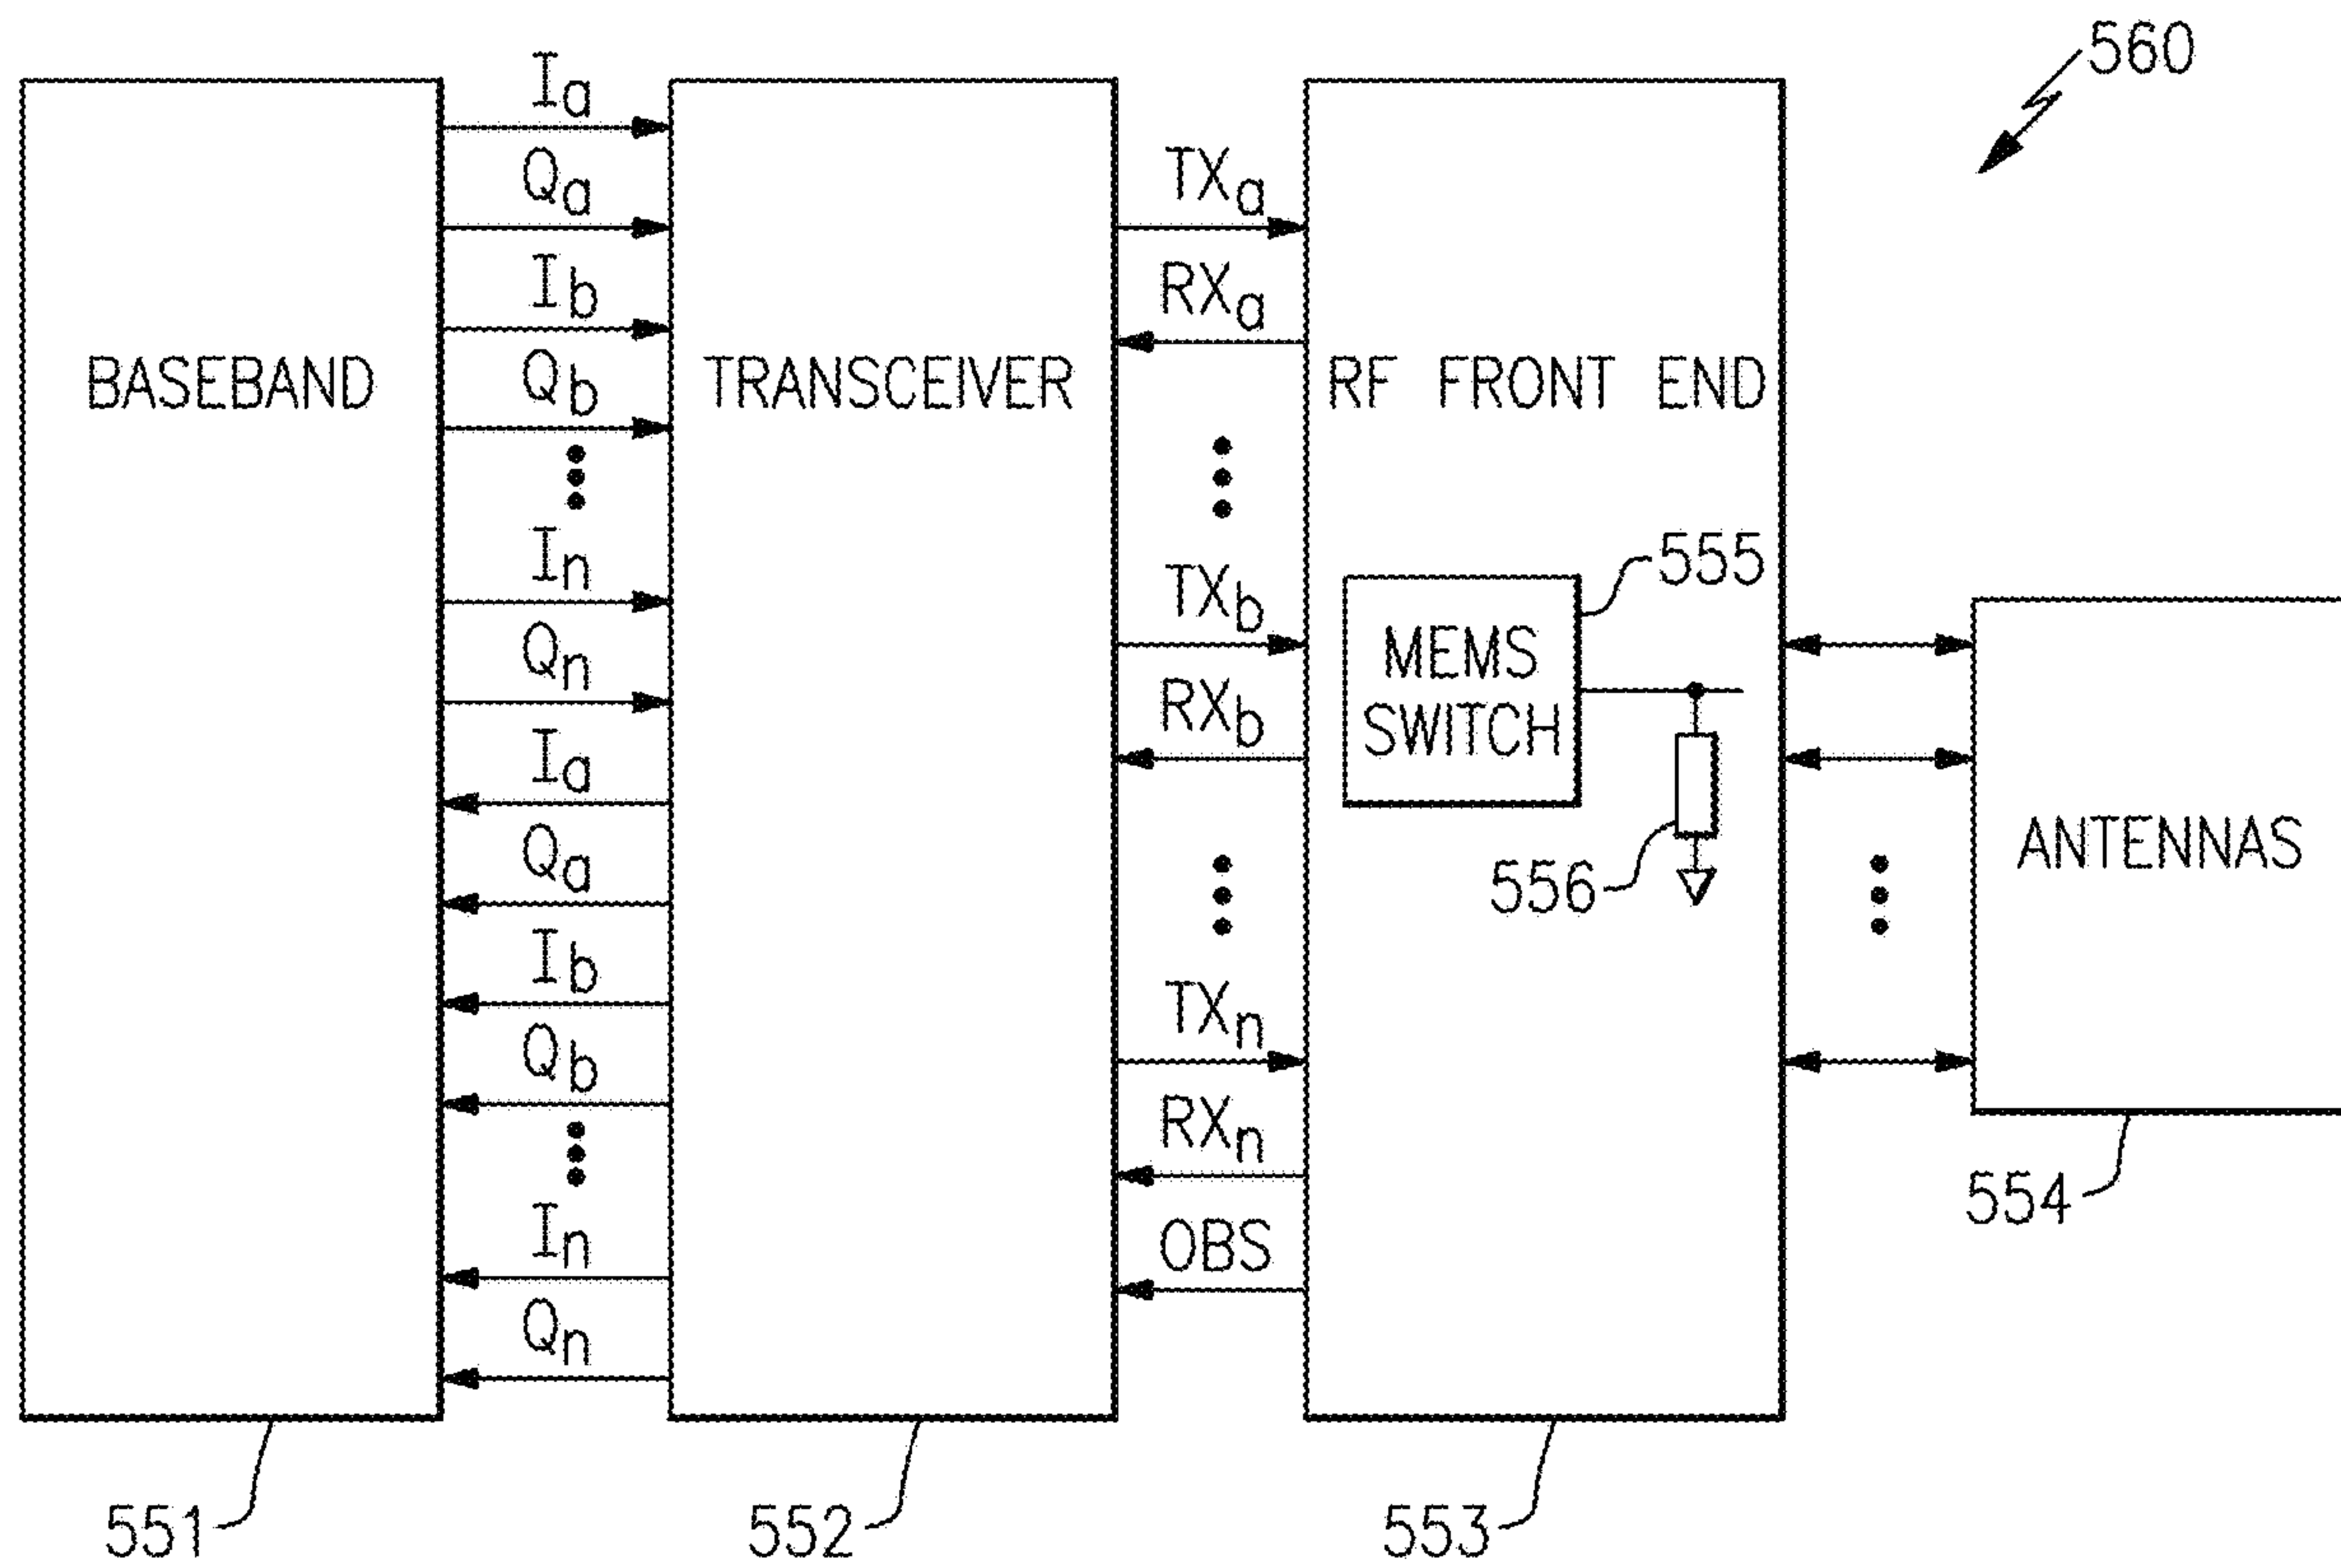 560
BASEBAND
551
Ia
Qa
Ib
Qb
In
Qn
Ia
Qa
Ib
Qb
In
Qn
TRANSCEIVER
552
TXa
RXa
TXb
RXb
TXn
RXn
OBS
RF FRONT END
MEMS
SWITCH
555
556
553
ANTENNAS
554